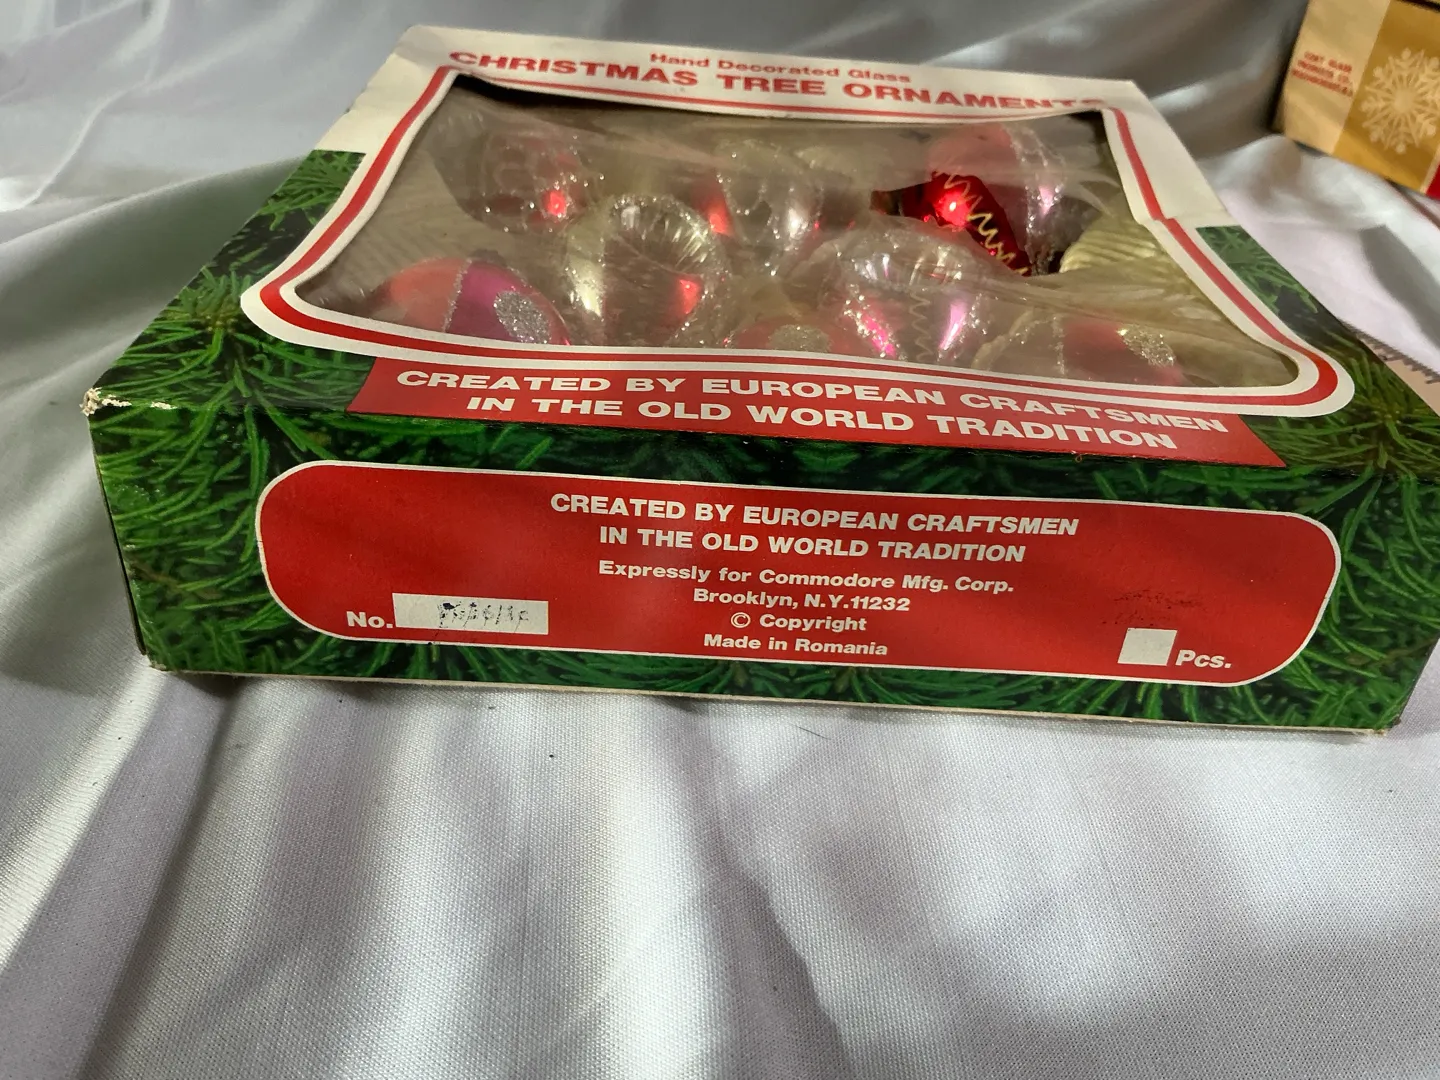 Hand Decorated Glass
CHRISTMAS TREE ORNAMENTS
CREATED BY EUROPEAN CRAFTSMEN
IN THE OLD WORLD TRADITION
CREATED BY EUROPEAN CRAFTSMEN
IN THE OLD WORLD TRADITION
Expressly for Commodore Mfg. Corp.
Brooklyn, N.Y.11232
© Copyright
Made in Romania
No.
Pcs.